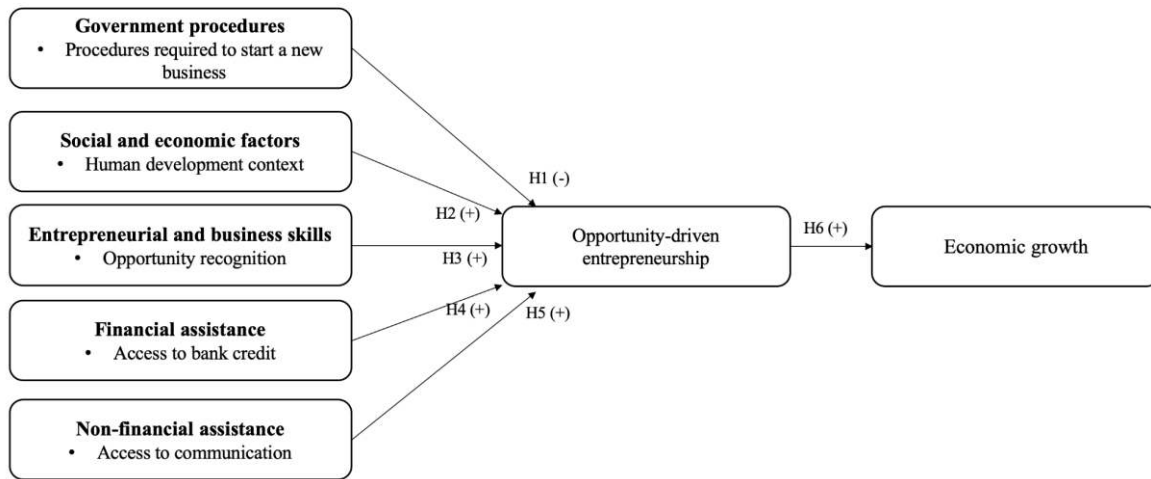 Government procedures
• Procedures required to start a new
business
Social and economic factors
• Human development context
Entrepreneurial and business skills
• Opportunity recognition
Financial assistance
• Access to bank credit
Non-financial assistance
• Access to communication
H1 (-)
H2 (+)
H3 (+)
H4 (+)
H5 (+)
Opportunity-driven
entrepreneurship
H6 (+)
Economic growth